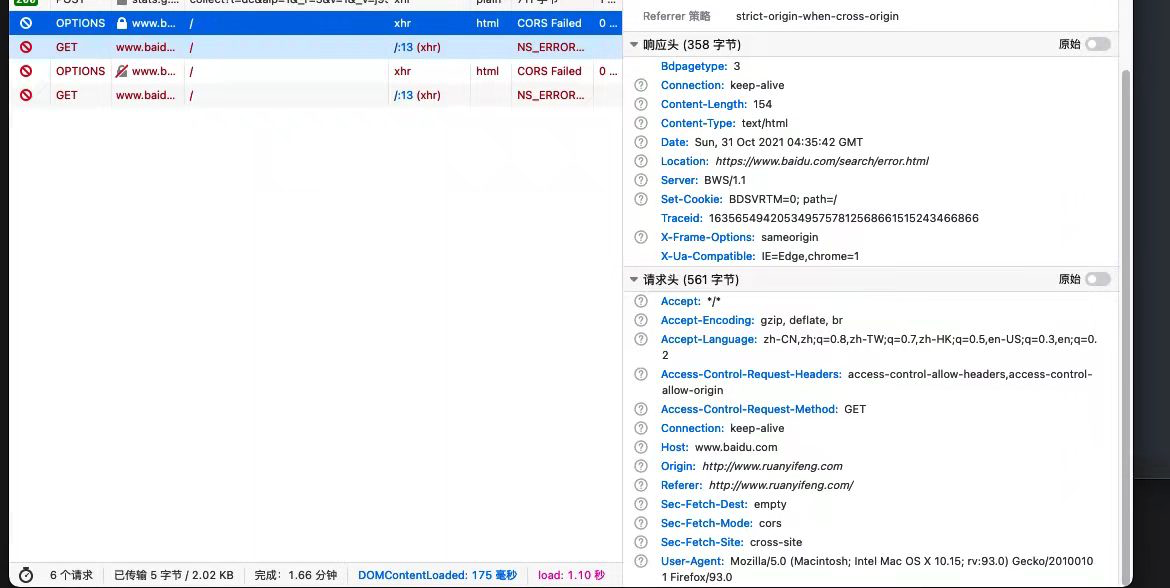 200 POST stats.g.... collect?t=dc&aip=1&_r=3&v=1&_v=j9... xhr plain 711 字节 1 ...
OPTIONS www.b... / xhr html CORS Failed 0 ...
GET www.baid... / /:13 (xhr) NS_ERROR...
OPTIONS www.b... / xhr html CORS Failed 0 ...
GET www.baid... / /:13 (xhr) NS_ERROR...
6 个请求 已传输 5 字节 / 2.02 KB 完成：1.66 分钟 DOMContentLoaded: 175 毫秒 load: 1.10 秒
Referrer 策略 strict-origin-when-cross-origin
响应头 (358 字节) 原始
Bdpagetype: 3
Connection: keep-alive
Content-Length: 154
Content-Type: text/html
Date: Sun, 31 Oct 2021 04:35:42 GMT
Location: https://www.baidu.com/search/error.html
Server: BWS/1.1
Set-Cookie: BDSVRTM=0; path=/
Traceid: 1635654942053495757812568661515243466866
X-Frame-Options: sameorigin
X-Ua-Compatible: IE=Edge,chrome=1
请求头 (561 字节) 原始
Accept: */*
Accept-Encoding: gzip, deflate, br
Accept-Language: zh-CN,zh;q=0.8,zh-TW;q=0.7,zh-HK;q=0.5,en-US;q=0.3,en;q=0.
2
Access-Control-Request-Headers: access-control-allow-headers,access-control-
allow-origin
Access-Control-Request-Method: GET
Connection: keep-alive
Host: www.baidu.com
Origin: http://www.ruanyifeng.com
Referer: http://www.ruanyifeng.com/
Sec-Fetch-Dest: empty
Sec-Fetch-Mode: cors
Sec-Fetch-Site: cross-site
User-Agent: Mozilla/5.0 (Macintosh; Intel Mac OS X 10.15; rv:93.0) Gecko/2010010
1 Firefox/93.0